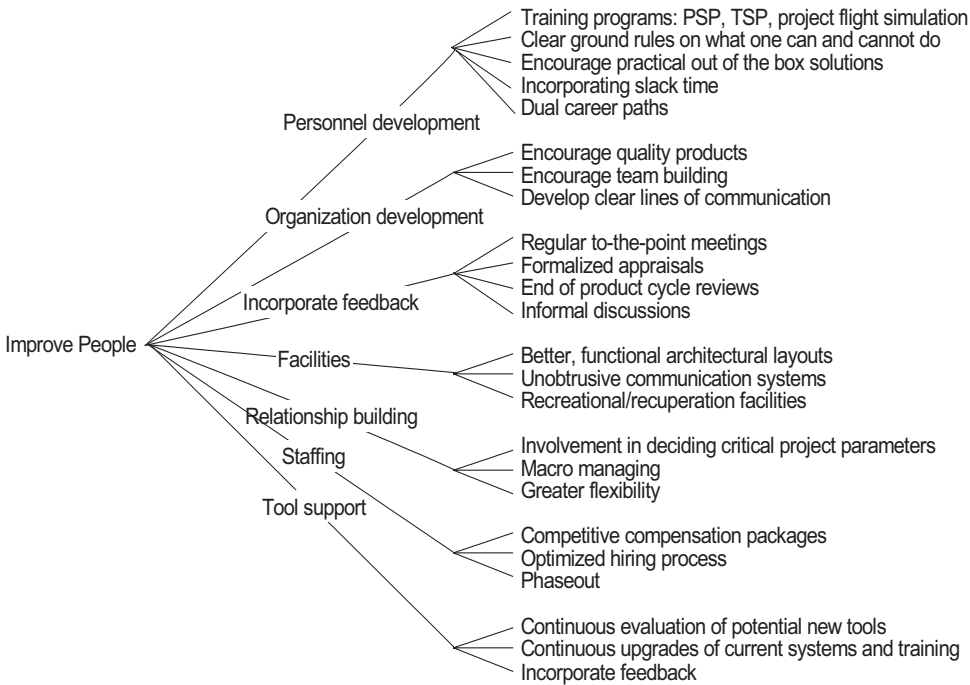 Training programs: PSP, TSP, project flight simulation
Clear ground rules on what one can and cannot do
Encourage practical out of the box solutions
Incorporating slack time
Dual career paths
Personnel development
Encourage quality products
Encourage team building
Develop clear lines of communication
Organization development
Regular to-the-point meetings
Formalized appraisals
End of product cycle reviews
Informal discussions
Incorporate feedback
Improve People
Facilities
Better, functional architectural layouts
Unobtrusive communication systems
Recreational/recuperation facilities
Relationship building
Involvement in deciding critical project parameters
Macro managing
Greater flexibility
Staffing
Competitive compensation packages
Optimized hiring process
Phaseout
Tool support
Continuous evaluation of potential new tools
Continuous upgrades of current systems and training
Incorporate feedback